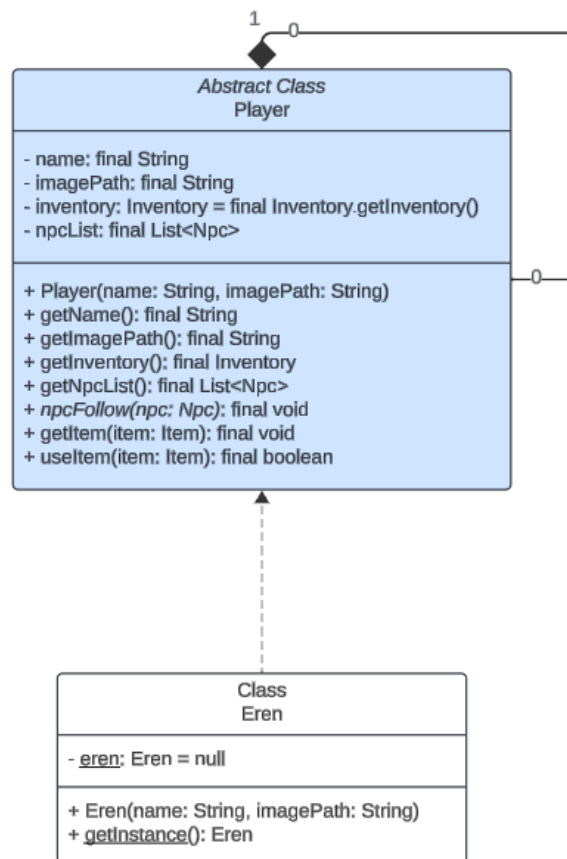 1
0
Abstract Class
Player
- name: final String
- imagePath: final String
- inventory: Inventory = final Inventory.getInventory()
- npcList: final List<Npc>
0
+ Player(name: String, imagePath: String)
+ getName(): final String
+ getImagePath(): final String
+ getInventory(): final Inventory
+ getNpcList(): final List<Npc>
+ npcFollow(npc: Npc): final void
+ getItem(item: Item): final void
+ useItem(item: Item): final boolean
Class
Eren
- eren: Eren = null
+ Eren(name: String, imagePath: String)
+ getInstance(): Eren